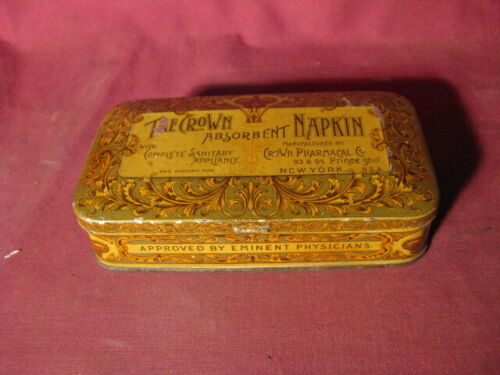 THE CROWN
ABSORBENT NAPKIN
WITH
COMPLETE SANITARY
APPLIANCE
MANUFACTURED BY
CROWN PHARMACAL CO
93 & 95 PRINCE ST
NEW YORK U.S.A.
APPROVED BY EMINENT PHYSICIANS.